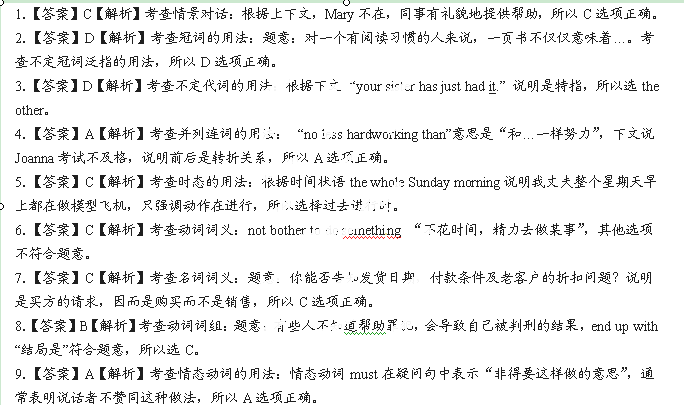 1.【答案】C【解析】考查情景对话：根据上下文，Mary 不在，同事有礼貌地提供帮助，所以 C 选项正确。
2.【答案】D【解析】考查冠词的用法：题意：对一个有阅读习惯的人来说，一页书不仅仅意味着…。考
查不定冠词泛指的用法，所以 D 选项正确。
3.【答案】D【解析】考查不定代词的用法 根据下文 “your sister has just had it.” 说明是特指，所以选 the
other。
4.【答案】A【解析】考查并列连词的用法： “no less hardworking than”意思是“和…一样努力”，下文说
Joanna 考试不及格，说明前后是转折关系，所以 A 选项正确。
5.【答案】C【解析】考查时态的用法：依据时间状语 the whole Sunday morning 说明我丈夫整个星期天早
上都在做模型飞机，只强调动作在进行，所以选择过去进行时。
6.【答案】C【解析】考查动词词义：not bother to something “ 花时间，精力去做某事”，其他选项
不符合题意。
7.【答案】C【解析】考查名词词义：题意 你能否告知发货日期 付款条件及老客户的折扣问题？说明
是买方的请求，因而是购买而不是销售，所以 C 选项正确。
8.【答案】B【解析】考查动词词组：题意：有些人不知道帮助罪犯，会导致自己被判刑的结果，end up with
“结局是”符合题意，所以选 C。
9.【答案】A【解析】考查情态动词的用法：情态动词 must 在疑问句中表示“非得要这样做的意思”，通
常表明说话者不赞同这种做法，所以 A 选项正确。